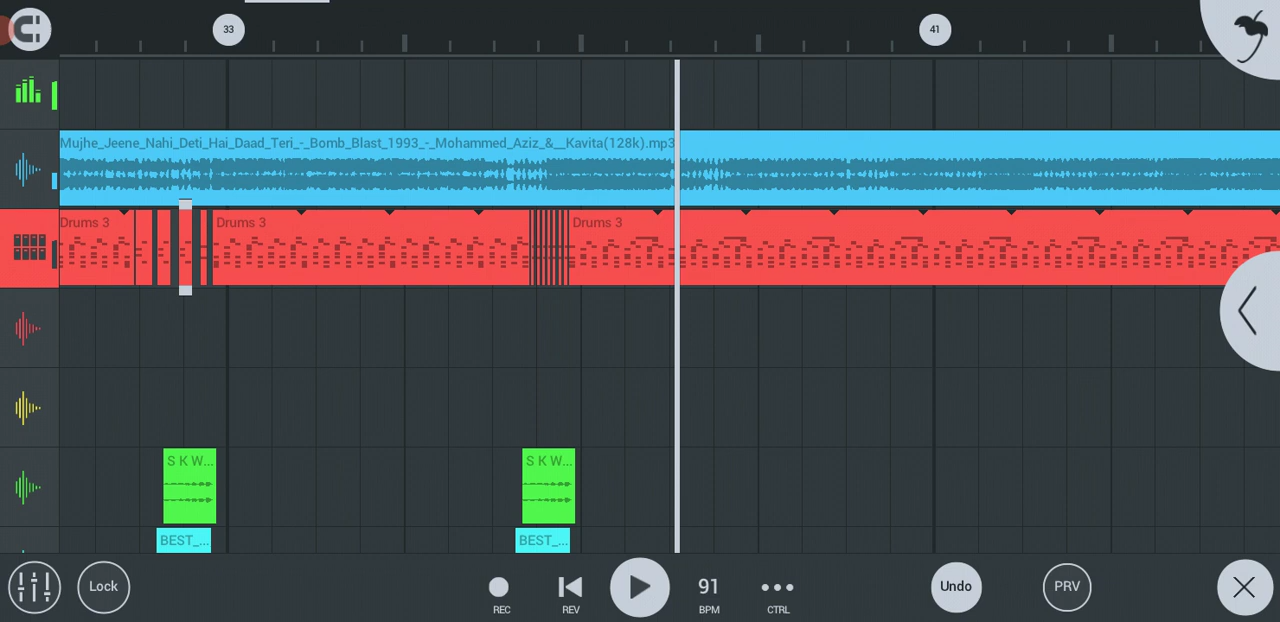 33
41
Mujhe_Jeene_Nahi_Deti_Hai_Daad_Teri_-_Bomb_Blast_1993_-_Mohammed_Aziz_&__Kavita(128k).mp3
Drums 3
Drums 3
Drums 3
S K W...
S K W...
BEST_...
BEST_...
Lock
REC
REV
91
BPM
CTRL
Undo
PRV